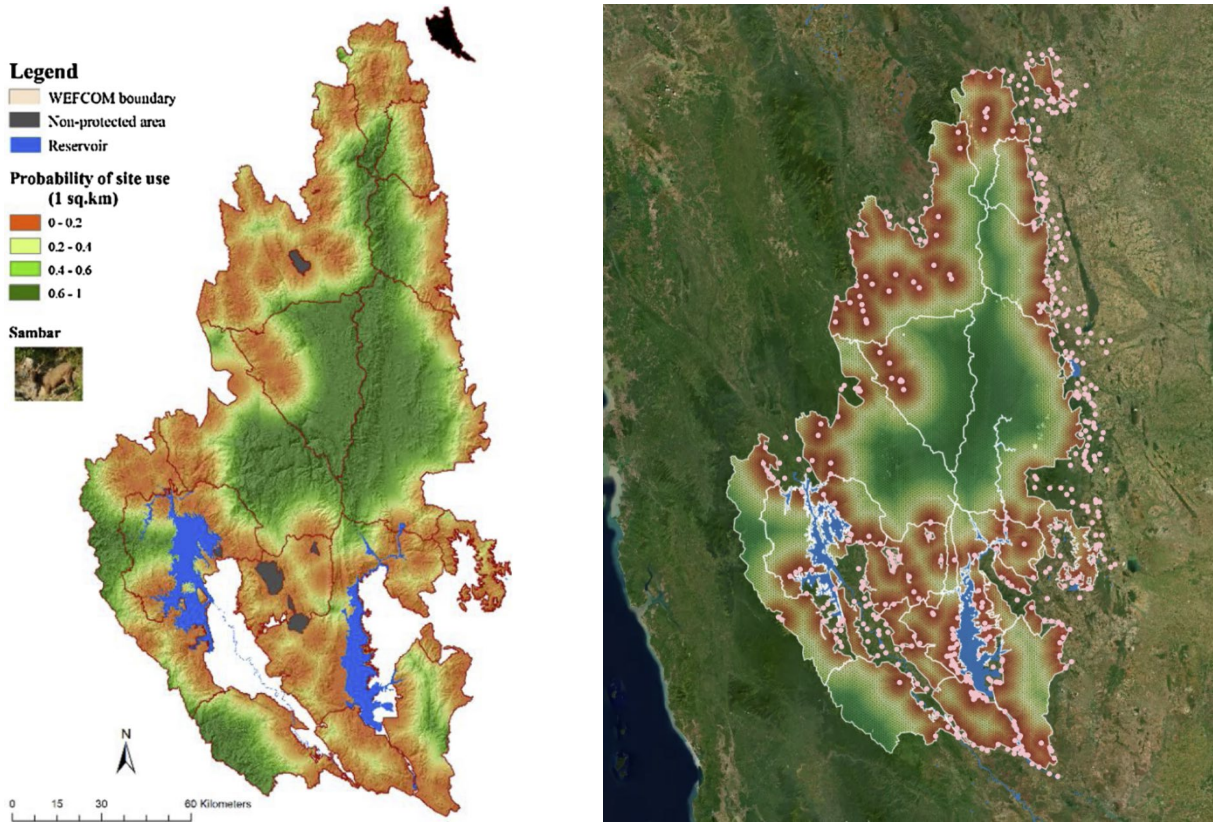 Legend
WEFCOM boundary
Non-protected area
Reservoir
Probability of site use
(1 sq.km)
0 - 0.2
0.2 - 0.4
0.4 - 0.6
0.6 - 1
Sambar
N
0 15 30 60 Kilometers